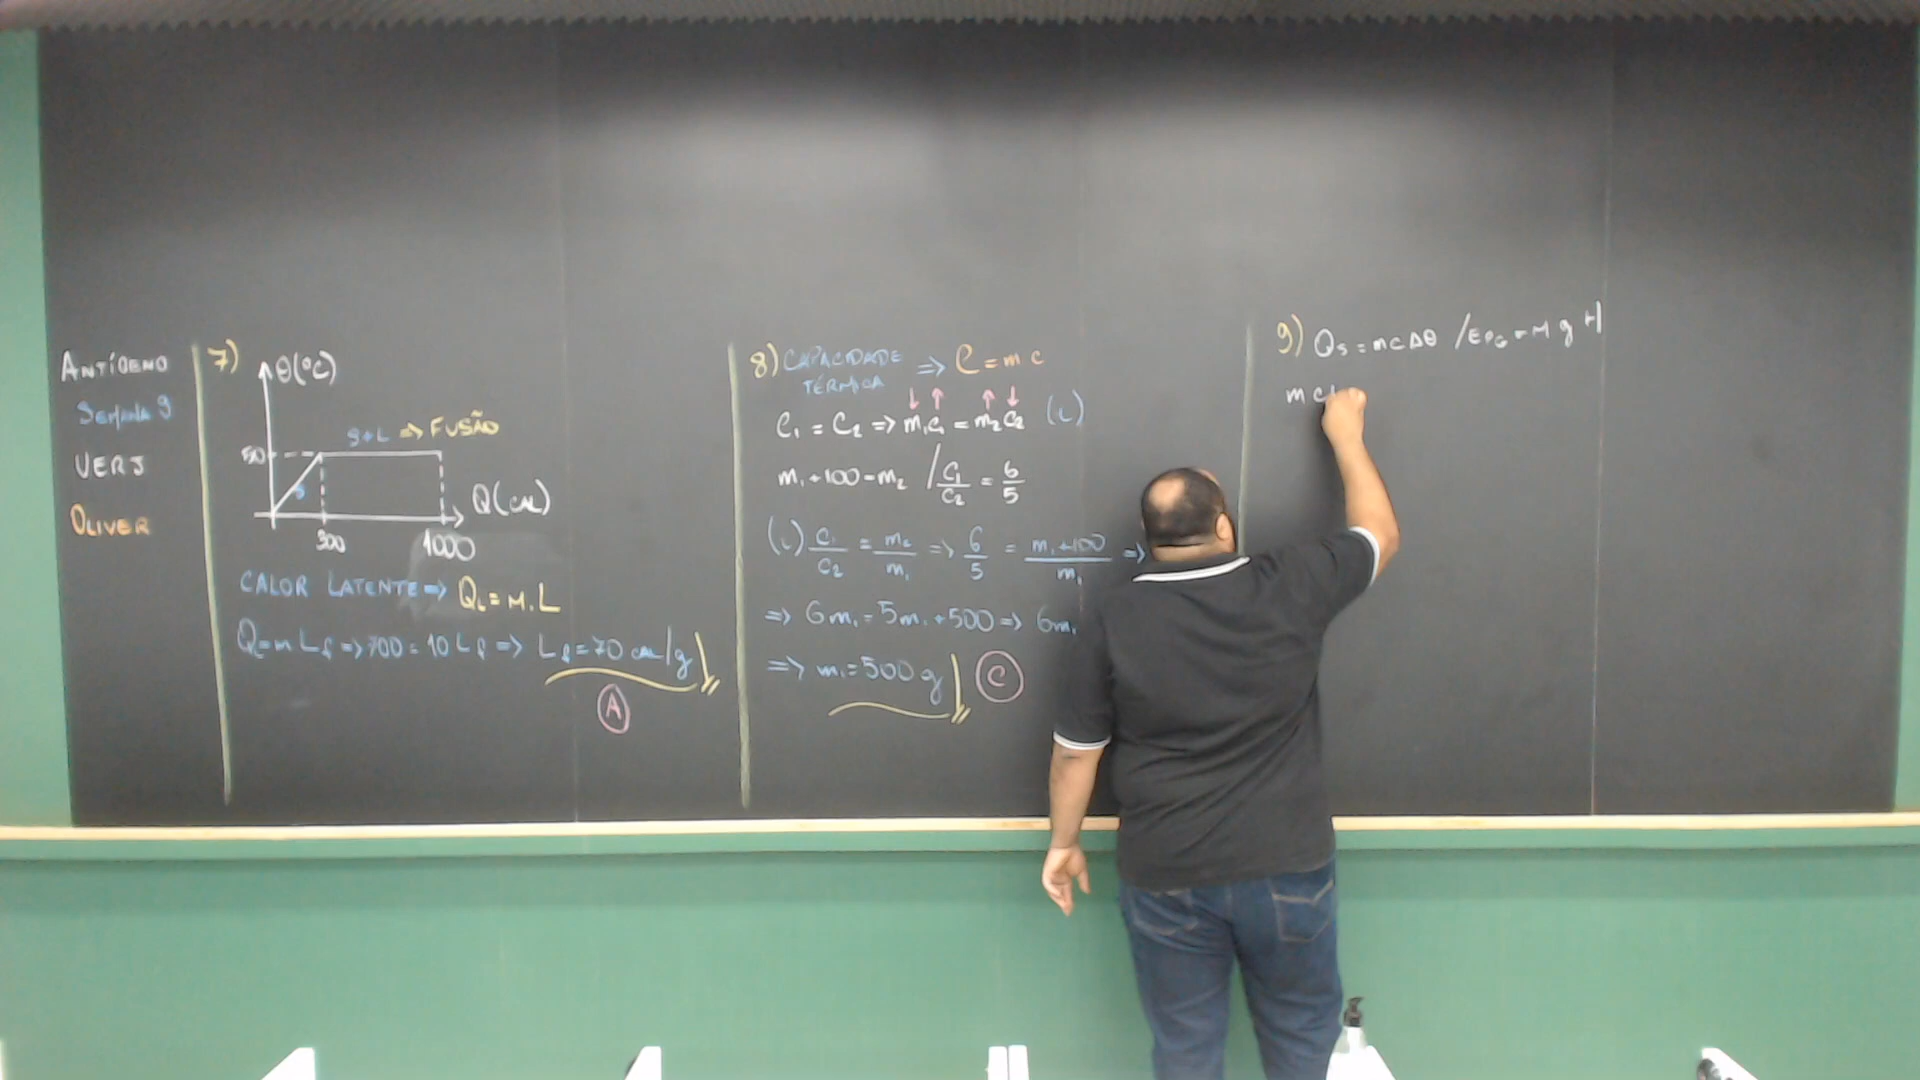 ANTÍGENO
SEMANA 9
UERJ
OLIVER
7)
θ(°C)
S+L => FUSÃO
50
S
Q(CAL)
300
1000
CALOR LATENTE => QL = M.L
Q=m Lf => 700 = 10 Lf => Lf = 70 cal/g
A
8) CAPACIDADE TÉRMICA => C = m c
↓ ↑ ↑ ↓
C1 = C2 => m1c1 = m2c2 (i)
m1+100=m2 / c1/c2 = 6/5
(i) c1/c2 = m2/m1 => 6/5 = m1+100/m1 =>
=> 6m1 = 5m1 + 500 => 6m1
=> m1 = 500 g
C
9) Qs = mcΔθ / EPG = M g H
m c